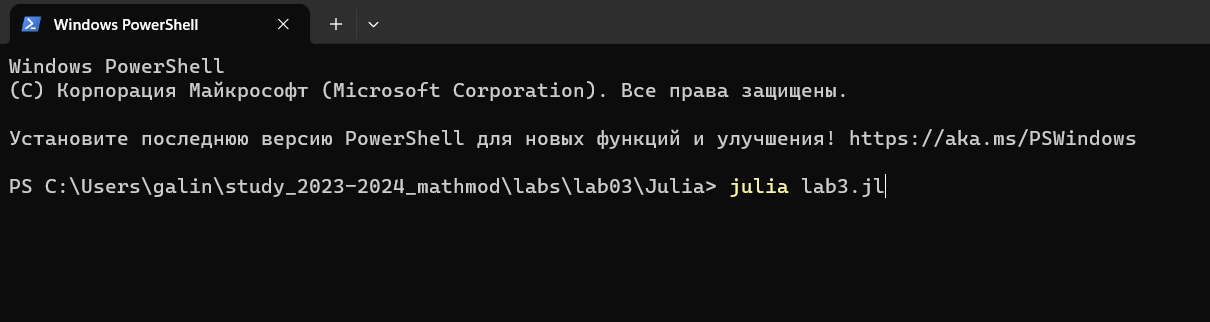 Windows PowerShell
Windows PowerShell
(C) Корпорация Майкрософт (Microsoft Corporation). Все права защищены.
Установите последнюю версию PowerShell для новых функций и улучшения! https://aka.ms/PSWindows
PS C:\Users\galin\study_2023-2024_mathmod\labs\lab03\Julia> julia lab3.jl